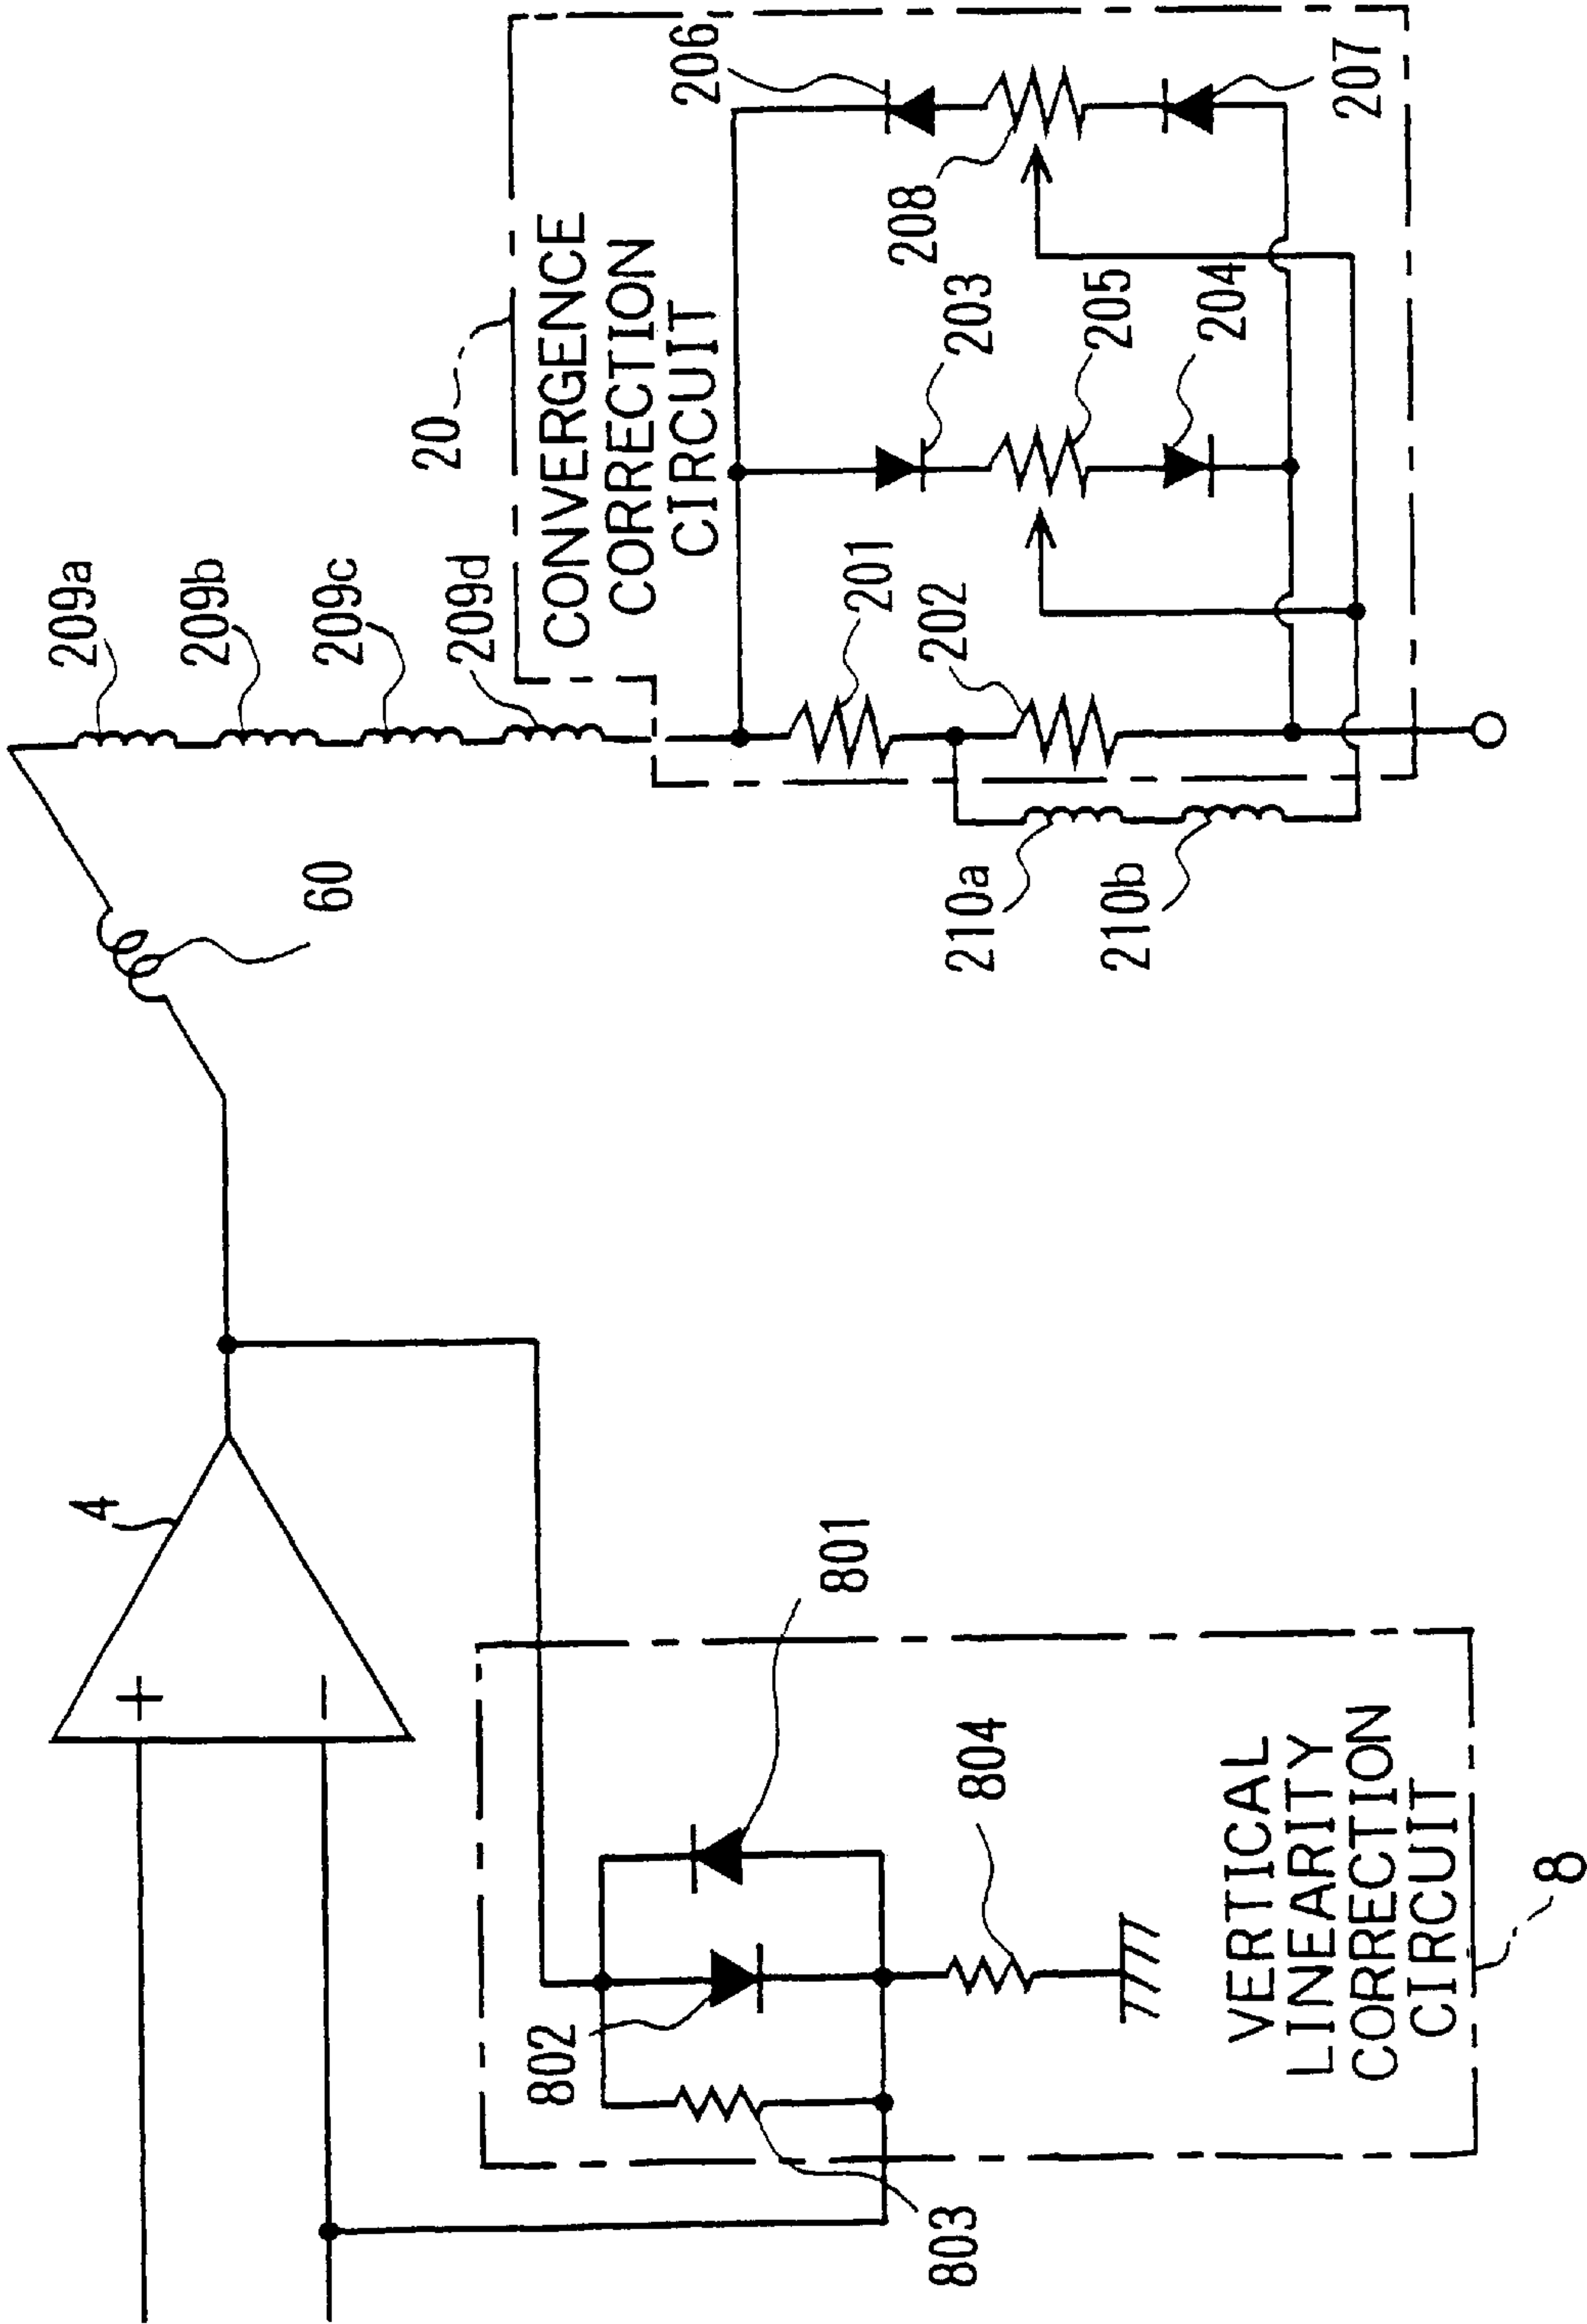 4
+
−
60
209a
209b
209c
209d
20
CONVERGENCE
CORRECTION
CIRCUIT
201
202
203
205
204
206
208
207
210a
210b
801
802
803
804
VERTICAL
LINEARITY
CORRECTION
CIRCUIT
8